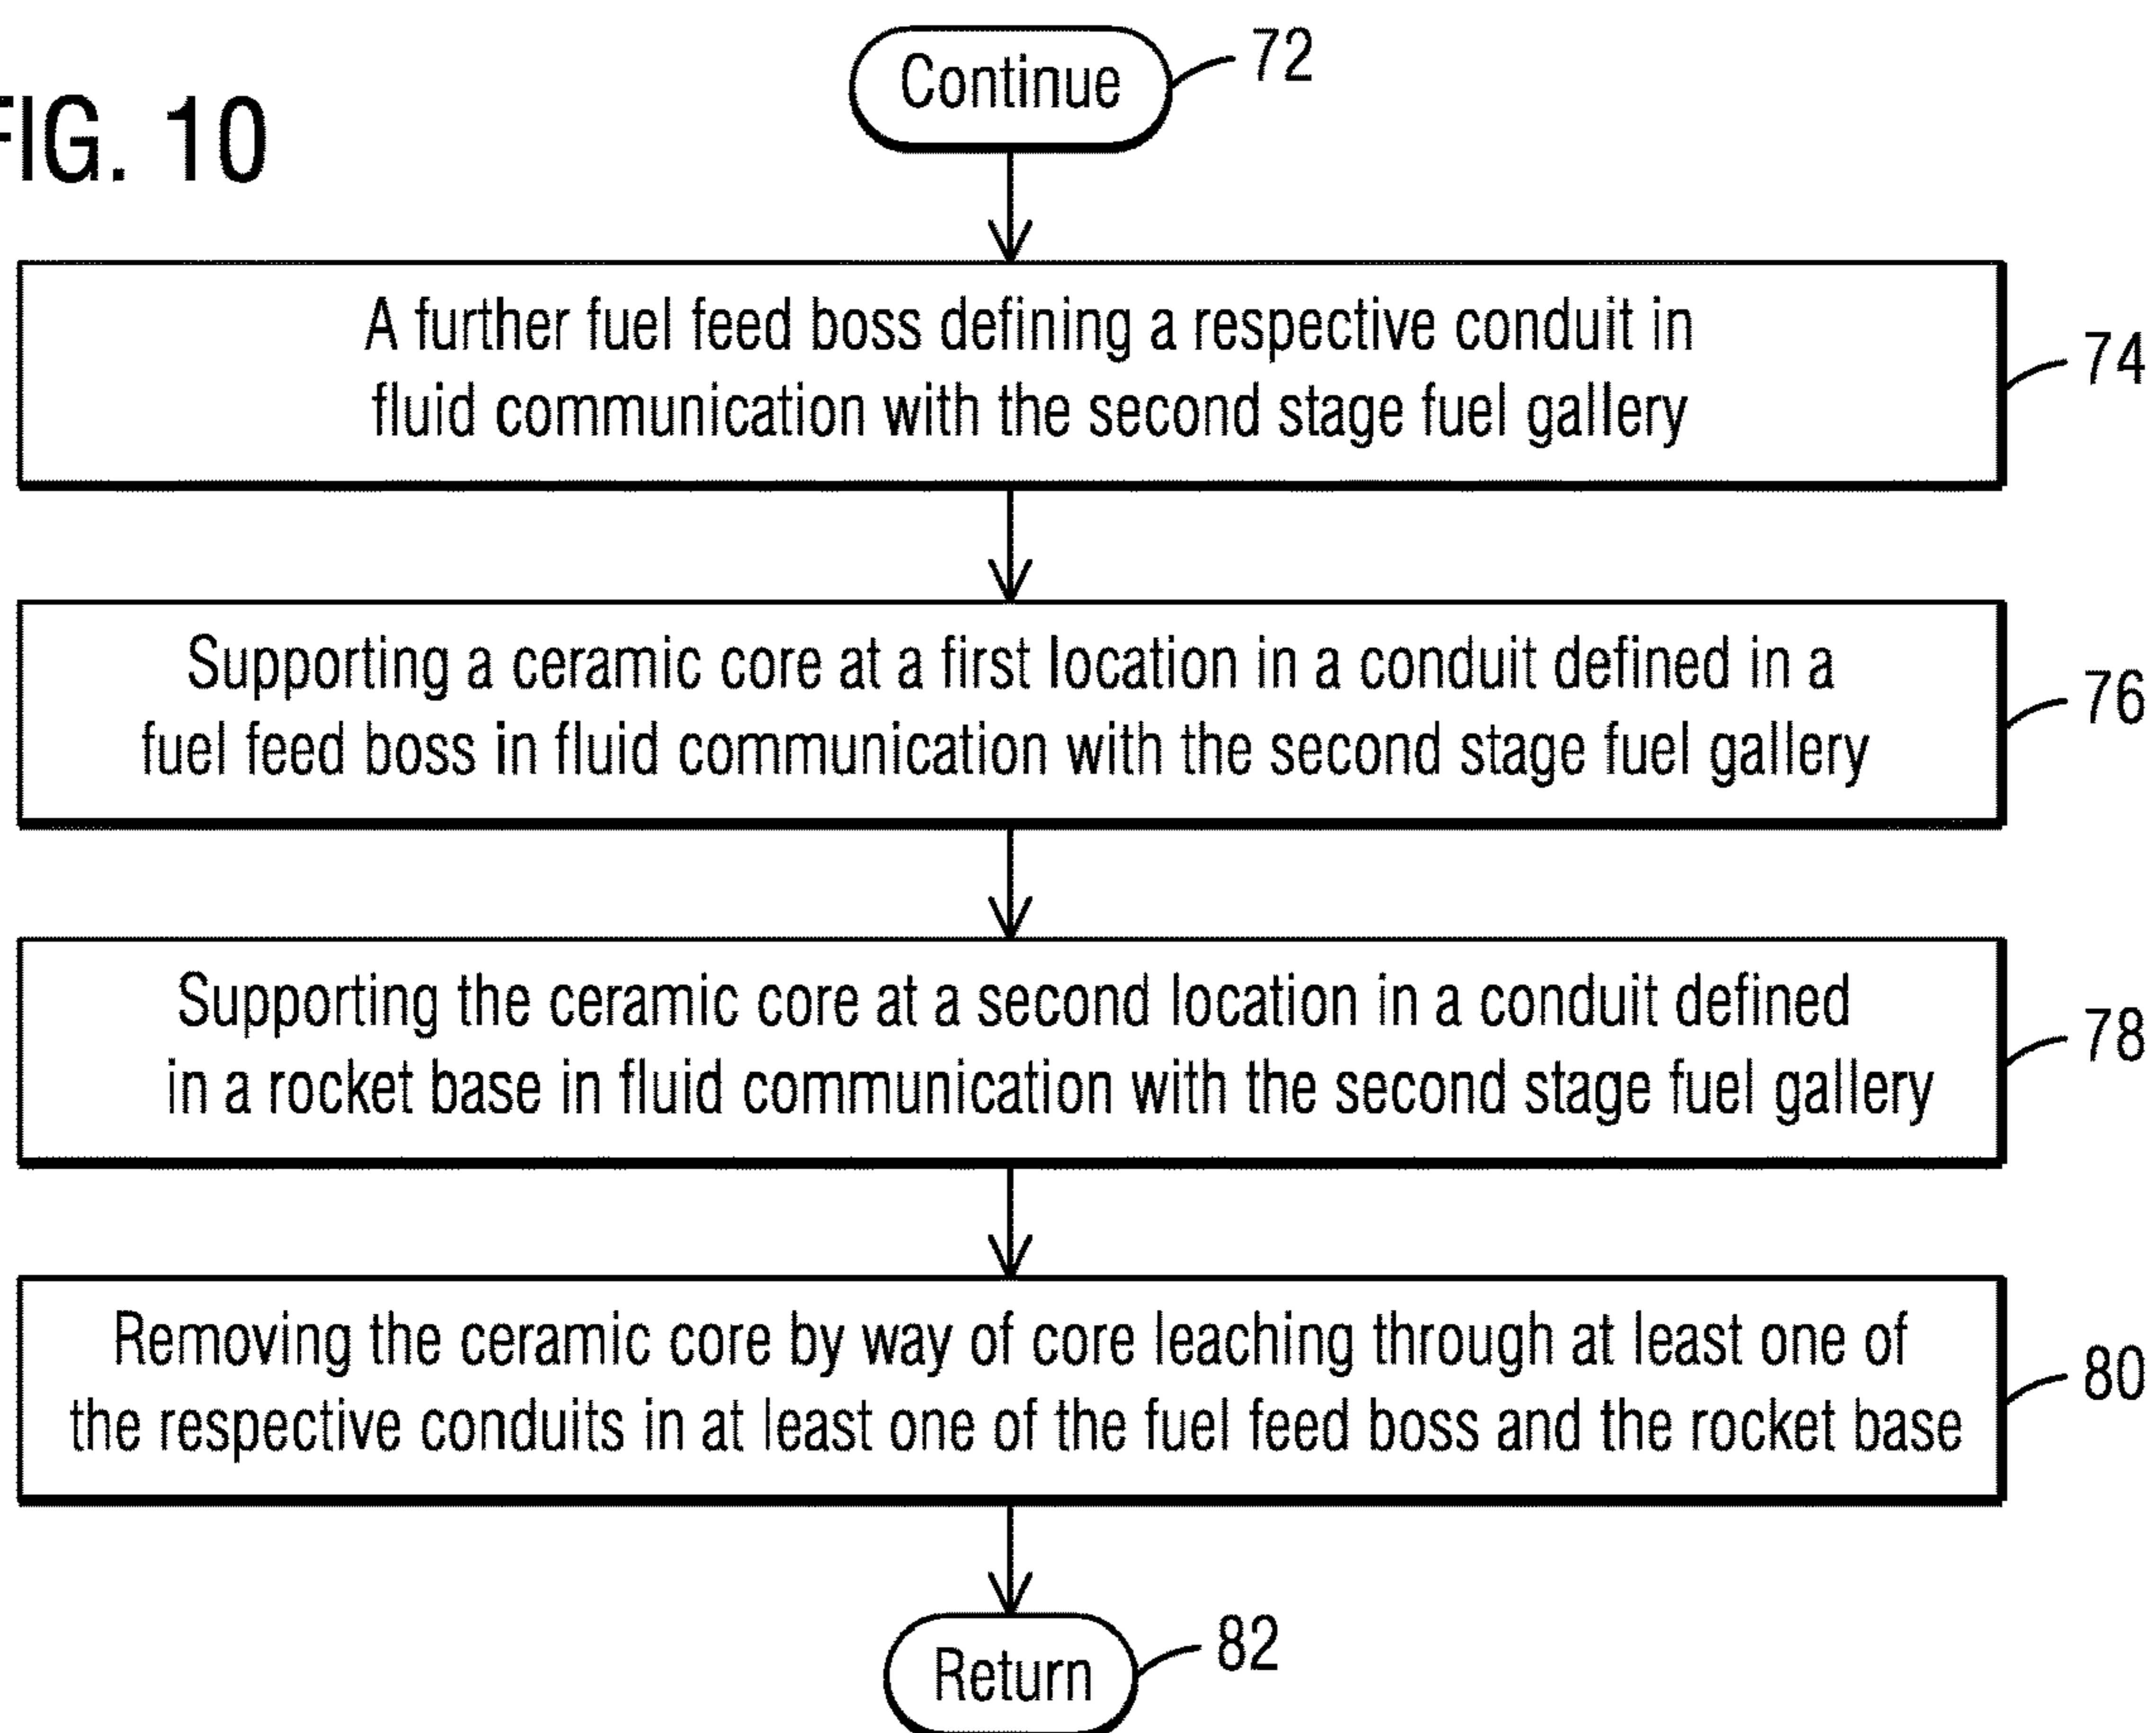 Continue 72
FIG. 10
A further fuel feed boss defining a respective conduit in
fluid communication with the second stage fuel gallery
74
Supporting a ceramic core at a first location in a conduit defined in a
fuel feed boss in fluid communication with the second stage fuel gallery
76
Supporting the ceramic core at a second location in a conduit defined
in a rocket base in fluid communication with the second stage fuel gallery
78
Removing the ceramic core by way of core leaching through at least one of
the respective conduits in at least one of the fuel feed boss and the rocket base
80
Return 82